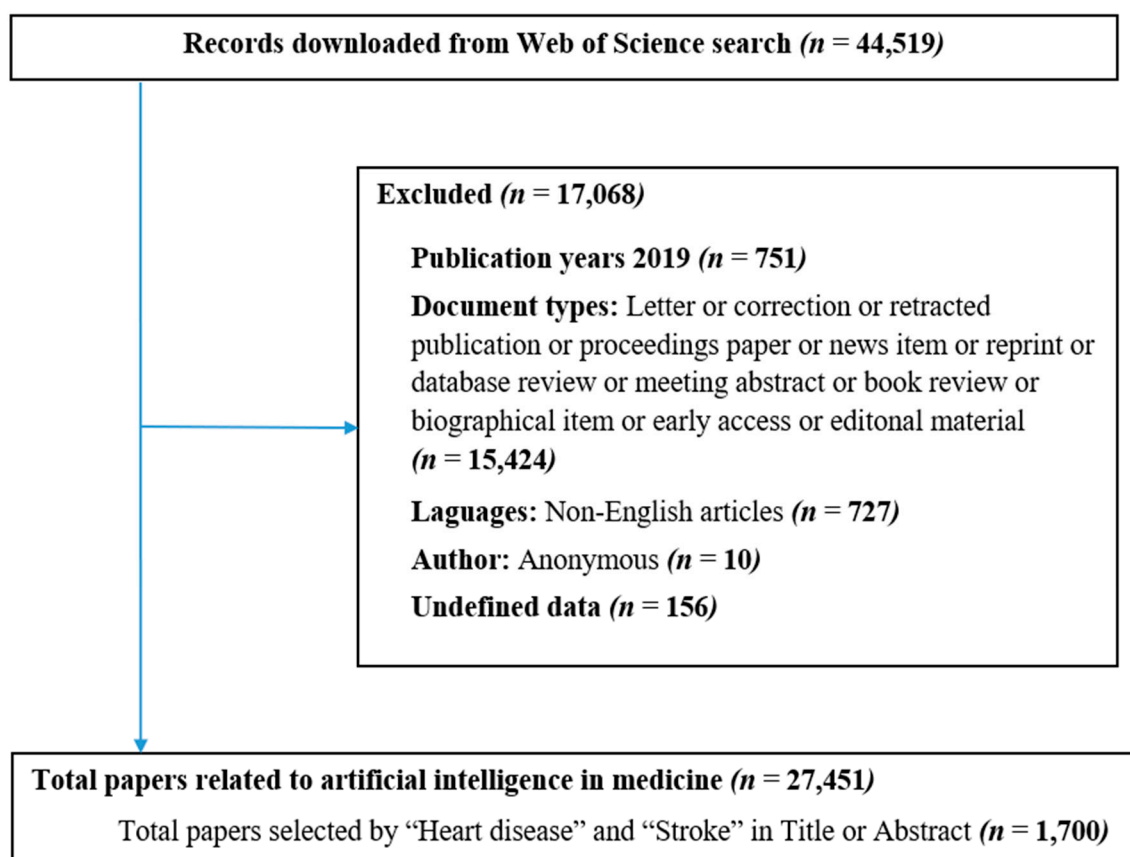 Records downloaded from Web of Science search (n = 44,519)
Excluded (n = 17,068)
Publication years 2019 (n = 751)
Document types: Letter or correction or retracted
publication or proceedings paper or news item or reprint or
database review or meeting abstract or book review or
biographical item or early access or editonal material
(n = 15,424)
Laguages: Non-English articles (n = 727)
Author: Anonymous (n = 10)
Undefined data (n = 156)
Total papers related to artificial intelligence in medicine (n = 27,451)
Total papers selected by “Heart disease” and “Stroke” in Title or Abstract (n = 1,700)